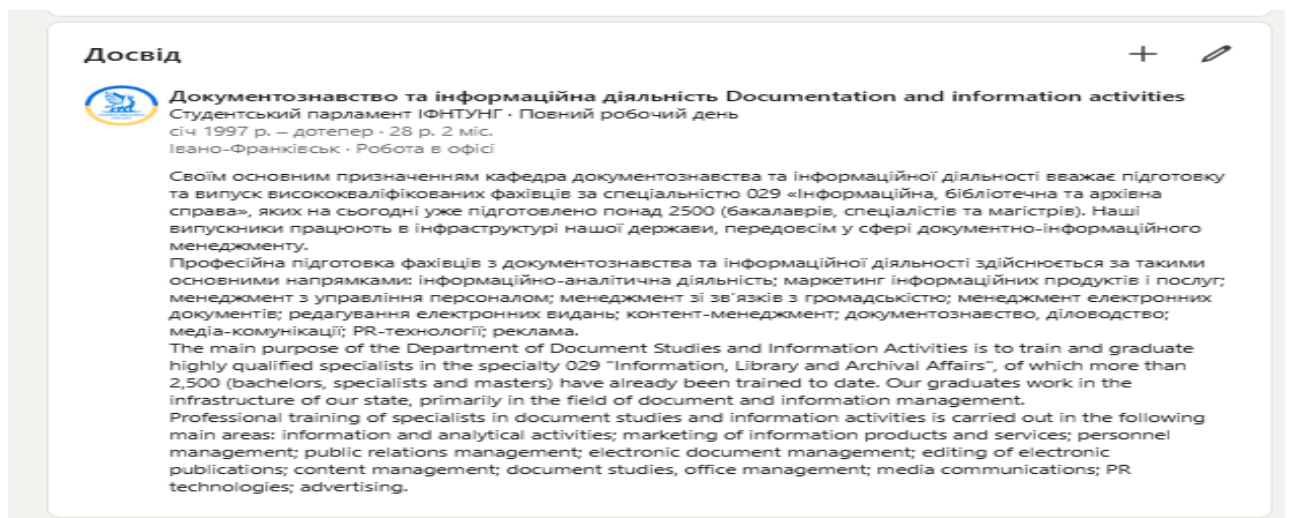 Досвід
Документознавство та інформаційна діяльність Documentation and information activities
Студентський парламент ІФНТУНГ · Повний робочий день
січ 1997 р. – дотепер · 28 р. 2 міс.
Івано-Франківськ · Робота в офісі
Своїм основним призначенням кафедра документознавства та інформаційної діяльності вважає підготовку
та випуск висококваліфікованих фахівців за спеціальністю 029 «Інформаційна, бібліотечна та архівна
справа», яких на сьогодні уже підготовлено понад 2500 (бакалаврів, спеціалістів та магістрів). Наші
випускники працюють в інфраструктурі нашої держави, передовсім у сфері документно-інформаційного
менеджменту.
Професійна підготовка фахівців з документознавства та інформаційної діяльності здійснюється за такими
основними напрямками: інформаційно-аналітична діяльність; маркетинг інформаційних продуктів і послуг;
менеджмент з управління персоналом; менеджмент зі зв'язків з громадськістю; менеджмент електронних
документів; редагування електронних видань; контент-менеджмент; документознавство, діловодство;
медіа-комунікації; PR-технології; реклама.
The main purpose of the Department of Document Studies and Information Activities is to train and graduate
highly qualified specialists in the specialty 029 "Information, Library and Archival Affairs", of which more than
2,500 (bachelors, specialists and masters) have already been trained to date. Our graduates work in the
infrastructure of our state, primarily in the field of document and information management.
Professional training of specialists in document studies and information activities is carried out in the following
main areas: information and analytical activities; marketing of information products and services; personnel
management; public relations management; electronic document management; editing of electronic
publications; content management; document studies, office management; media communications; PR
technologies; advertising.